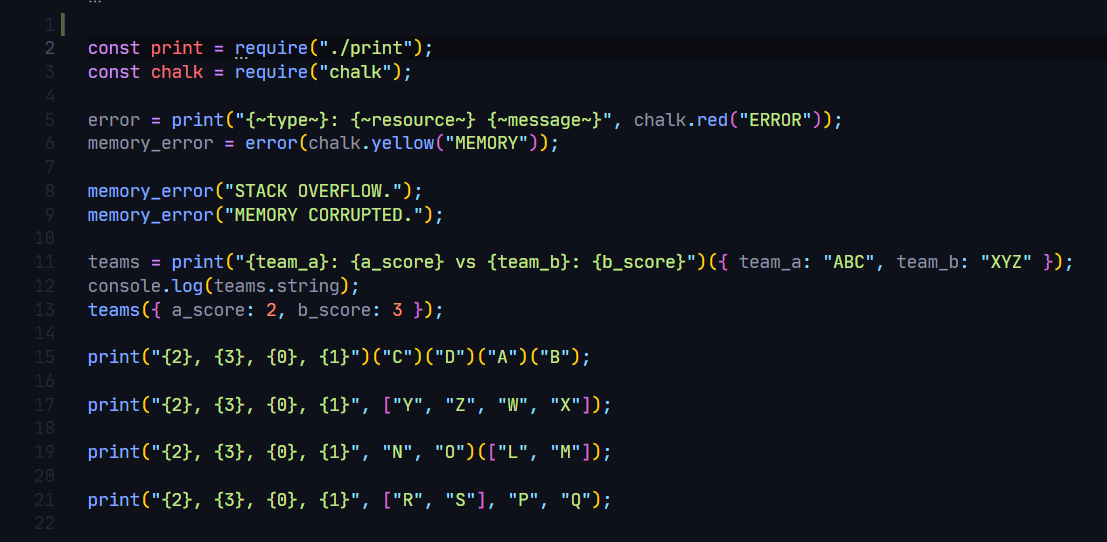 ...
1
2 const print = require("./print");
3 const chalk = require("chalk");
4
5 error = print("{~type~}: {~resource~} {~message~}", chalk.red("ERROR"));
6 memory_error = error(chalk.yellow("MEMORY"));
7
8 memory_error("STACK OVERFLOW.");
9 memory_error("MEMORY CORRUPTED.");
10
11 teams = print("{team_a}: {a_score} vs {team_b}: {b_score}")({ team_a: "ABC", team_b: "XYZ" });
12 console.log(teams.string);
13 teams({ a_score: 2, b_score: 3 });
14
15 print("{2}, {3}, {0}, {1}")("C")("D")("A")("B");
16
17 print("{2}, {3}, {0}, {1}", ["Y", "Z", "W", "X"]);
18
19 print("{2}, {3}, {0}, {1}", "N", "O")(["L", "M"]);
20
21 print("{2}, {3}, {0}, {1}", ["R", "S"], "P", "Q");
22